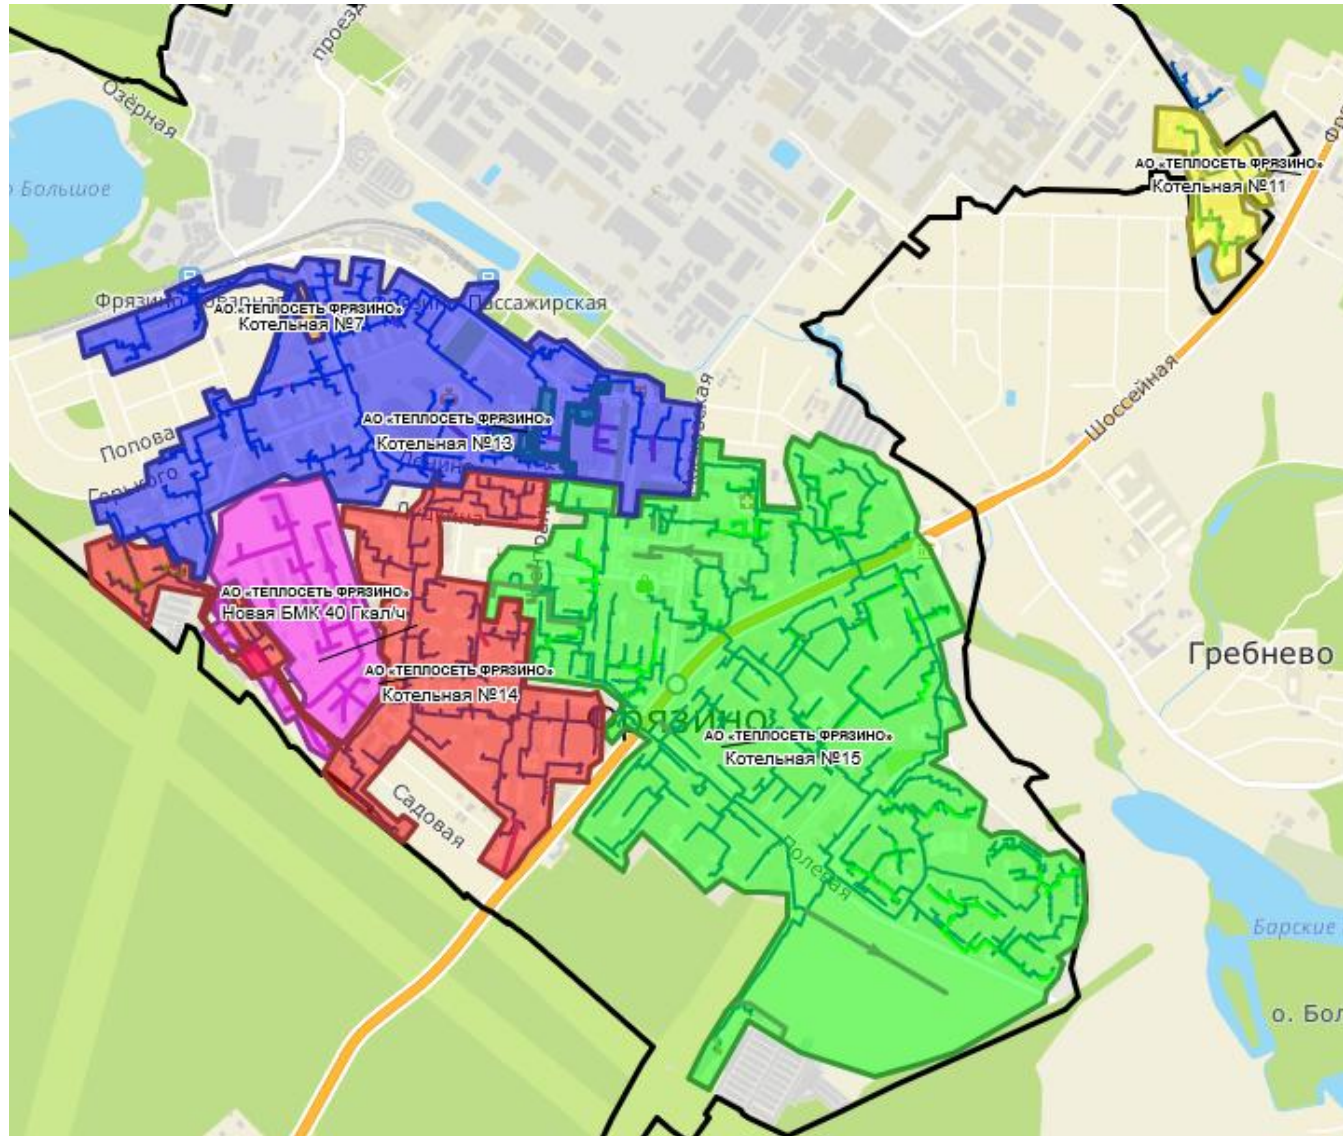 проезд
Озёрная
о Большое
Фря
АО «ТЕПЛОСЕТЬ ФРЯЗИНО»
Котельная №11
Пассажирская
АО «ТЕПЛОСЕТЬ ФРЯЗИНО»
Котельная №7
Шоссейная
Попова
АО «ТЕПЛОСЕТЬ ФРЯЗИНО»
Котельная №13
Ленина
Горького
АО «ТЕПЛОСЕТЬ ФРЯЗИНО»
Новая БМК 40 Гкал/ч
Гребнево
АО «ТЕПЛОСЕТЬ ФРЯЗИНО»
Котельная №14
Фрязино
АО «ТЕПЛОСЕТЬ ФРЯЗИНО»
Котельная №15
Садовая
Полевая
Барские
о. Бол